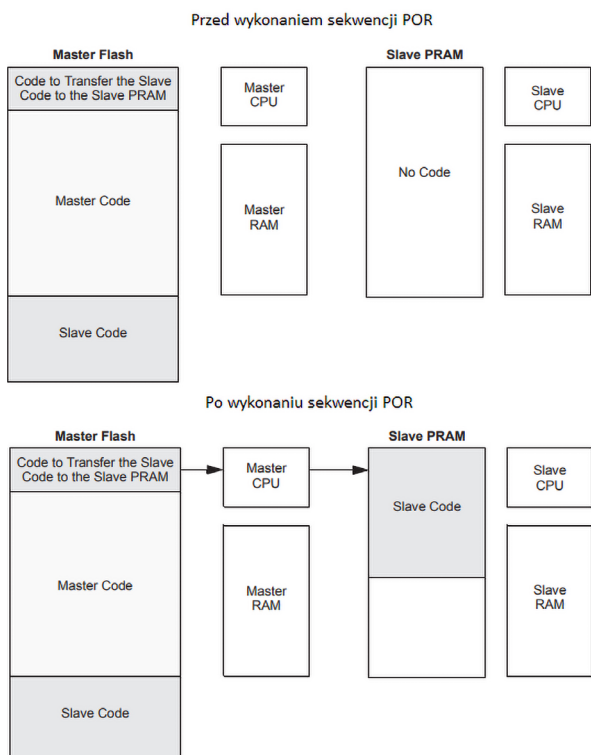 Przed wykonaniem sekwencji POR
Master Flash
Slave PRAM
Code to Transfer the Slave
Code to the Slave PRAM
Master
CPU
Slave
CPU
Master Code
Master
RAM
No Code
Slave
RAM
Slave Code
Po wykonaniu sekwencji POR
Master Flash
Slave PRAM
Code to Transfer the Slave
Code to the Slave PRAM
Master
CPU
Slave Code
Slave
CPU
Master Code
Master
RAM
Slave
RAM
Slave Code